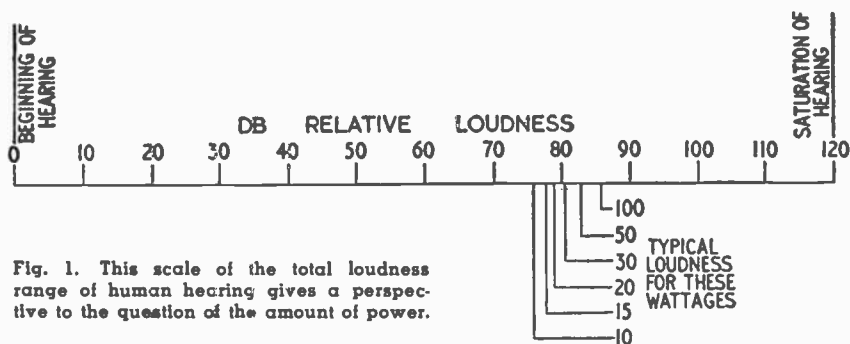 BEGINNING OF
HEARING
SATURATION OF
HEARING
DB RELATIVE LOUDNESS
0 10 20 30 40 50 60 70 80 90 100 110 120
100
50
30
20
15
10
TYPICAL
LOUDNESS
FOR THESE
WATTAGES
Fig. 1. This scale of the total loudness
range of human hearing gives a perspec-
tive to the question of the amount of power.